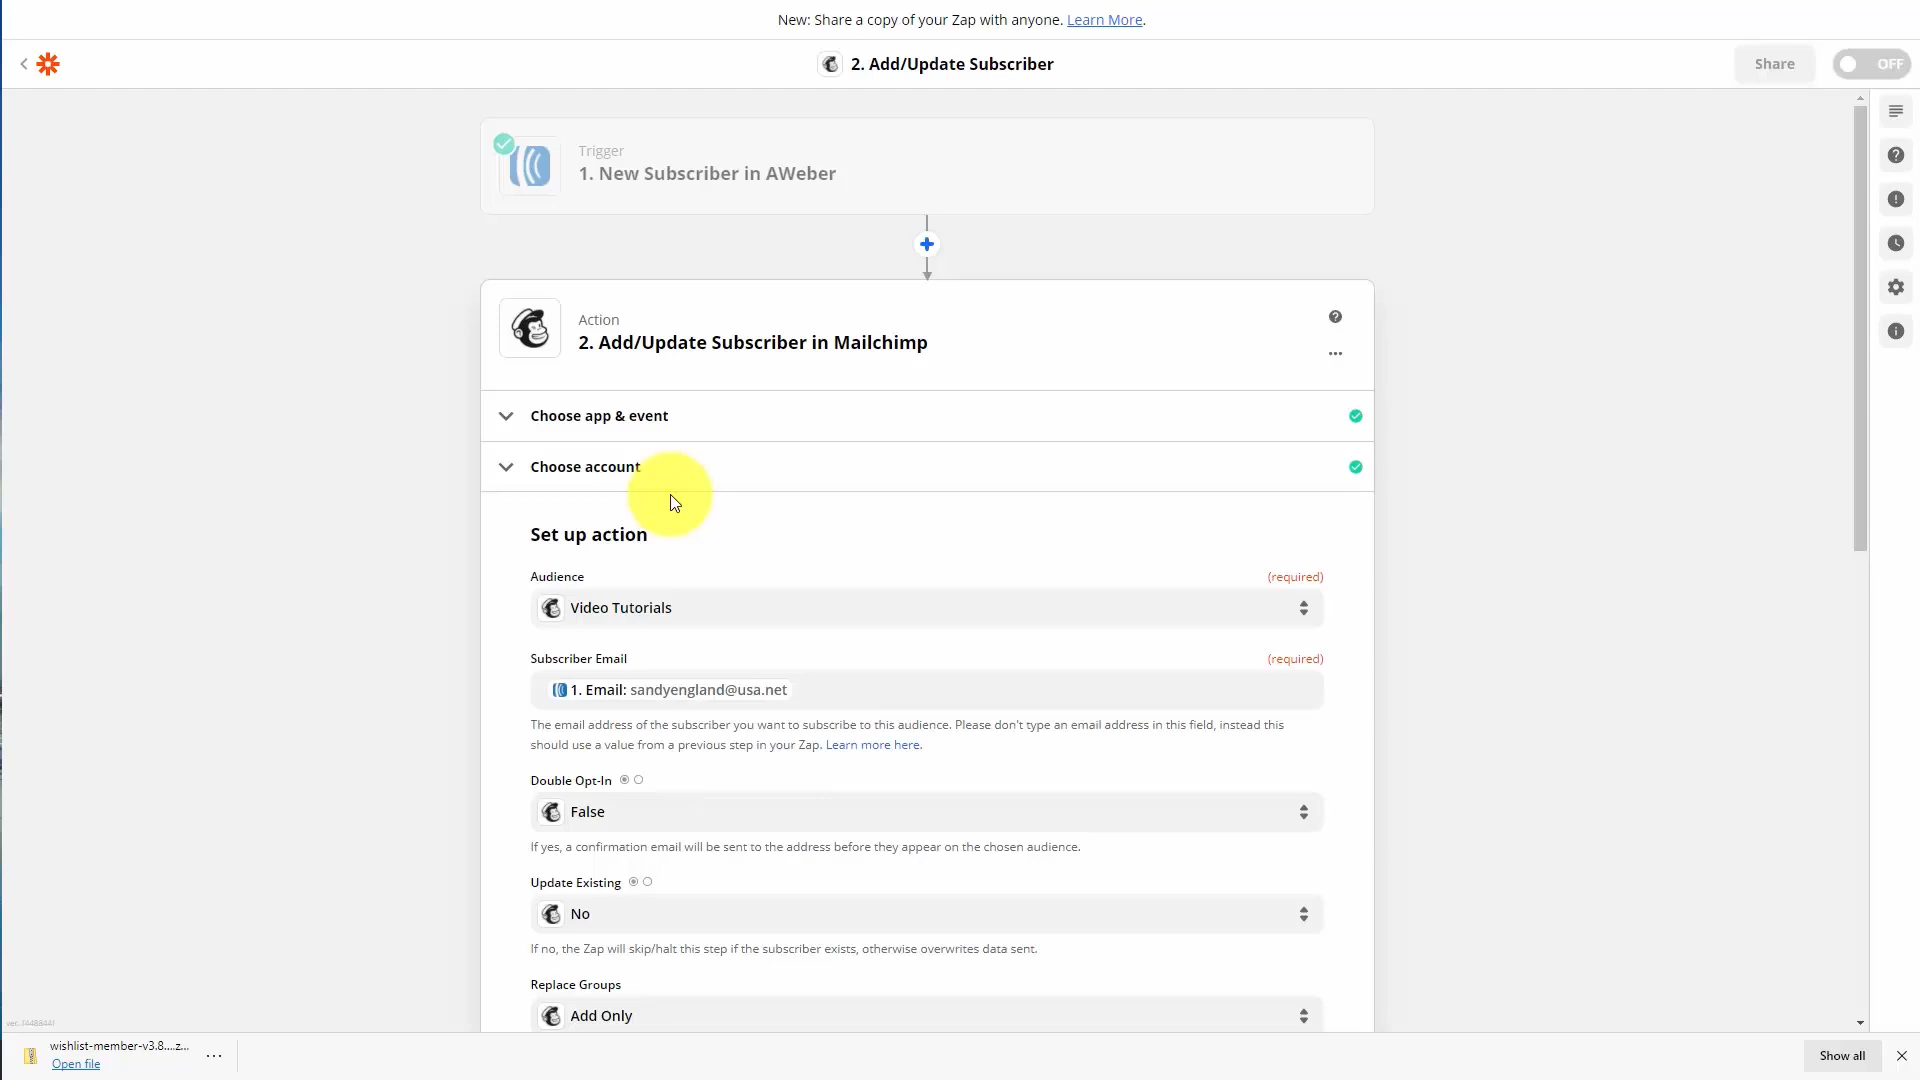 New: Share a copy of your Zap with anyone. Learn More.
2. Add/Update Subscriber
Share
OFF
Trigger
1. New Subscriber in AWeber
Action
2. Add/Update Subscriber in Mailchimp
Choose app & event
Choose account
Set up action
Audience (required)
Video Tutorials
Subscriber Email (required)
1. Email: sandyengland@usa.net
The email address of the subscriber you want to subscribe to this audience. Please don't type an email address in this field, instead this
should use a value from a previous step in your Zap. Learn more here.
Double Opt-In
False
If yes, a confirmation email will be sent to the address before they appear on the chosen audience.
Update Existing
No
If no, the Zap will skip/halt this step if the subscriber exists, otherwise overwrites data sent.
Replace Groups
Add Only
wishlist-member-v3.8....z...
Open file
Show all